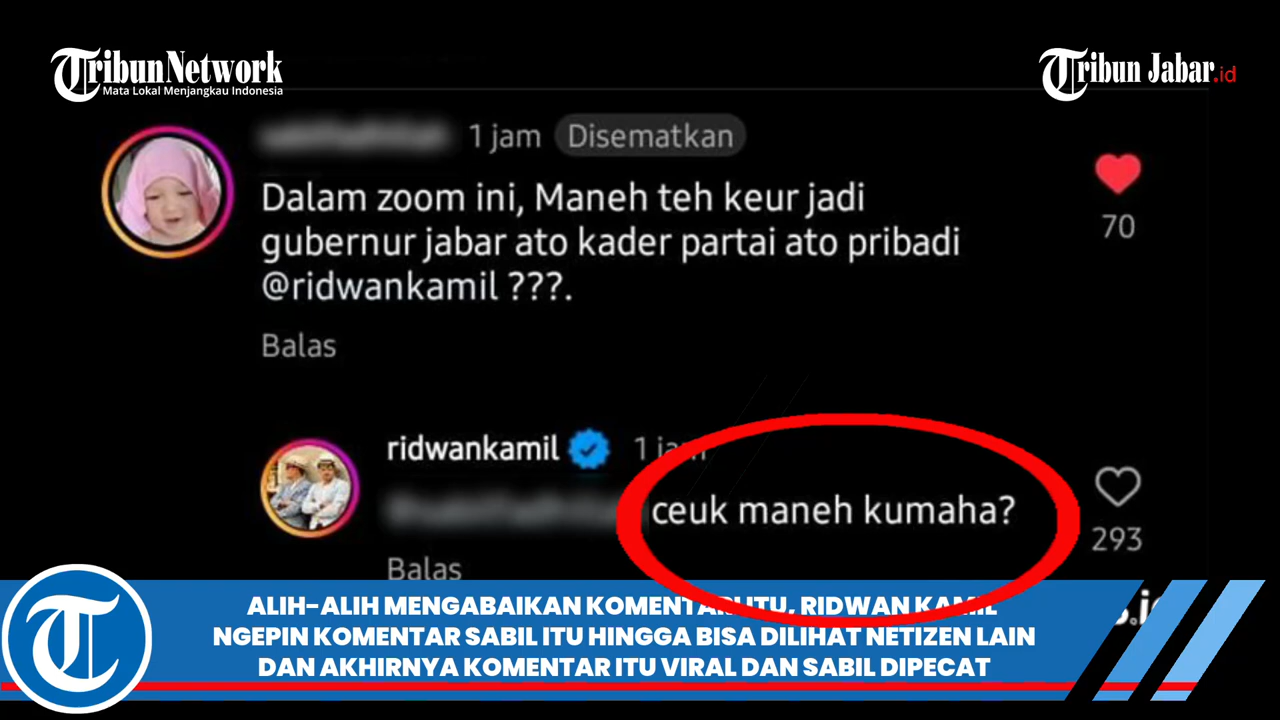 TribunNetwork
Mata Lokal Menjangkau Indonesia
Tribun Jabar.id
1 jam Disematkan
Dalam zoom ini, Maneh teh keur jadi
gubernur jabar ato kader partai ato pribadi
@ridwankamil ???.
70
Balas
ridwankamil 1 jam
ceuk maneh kumaha?
293
Balas
ALIH-ALIH MENGABAIKAN KOMENTAR ITU, RIDWAN KAMIL
NGEPIN KOMENTAR SABIL ITU HINGGA BISA DILIHAT NETIZEN LAIN
DAN AKHIRNYA KOMENTAR ITU VIRAL DAN SABIL DIPECAT
T